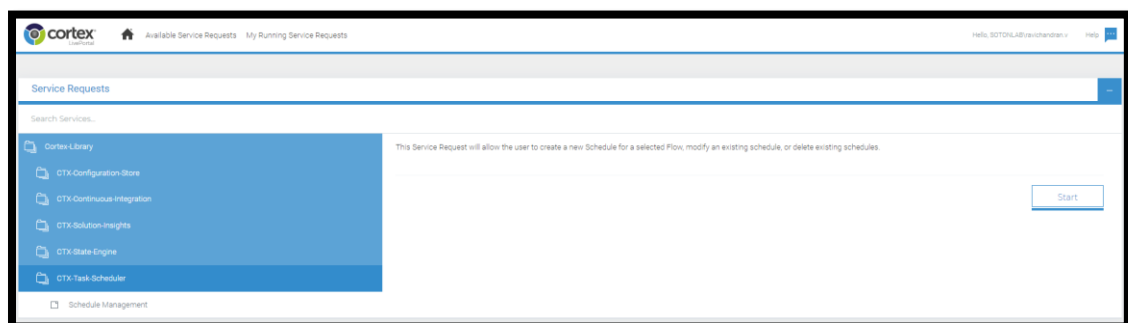 cortex
LivePortal
Available Service Requests My Running Service Requests
Hello, SOTONLAB\ravichandran.v Help
Service Requests
Search Services...
Cortex-Library
CTX-Configuration-Store
CTX-Continuous-Integration
CTX-Solution-Insights
CTX-State-Engine
CTX-Task-Scheduler
Schedule Management
This Service Request will allow the user to create a new Schedule for a selected Flow, modify an existing schedule, or delete existing schedules.
Start